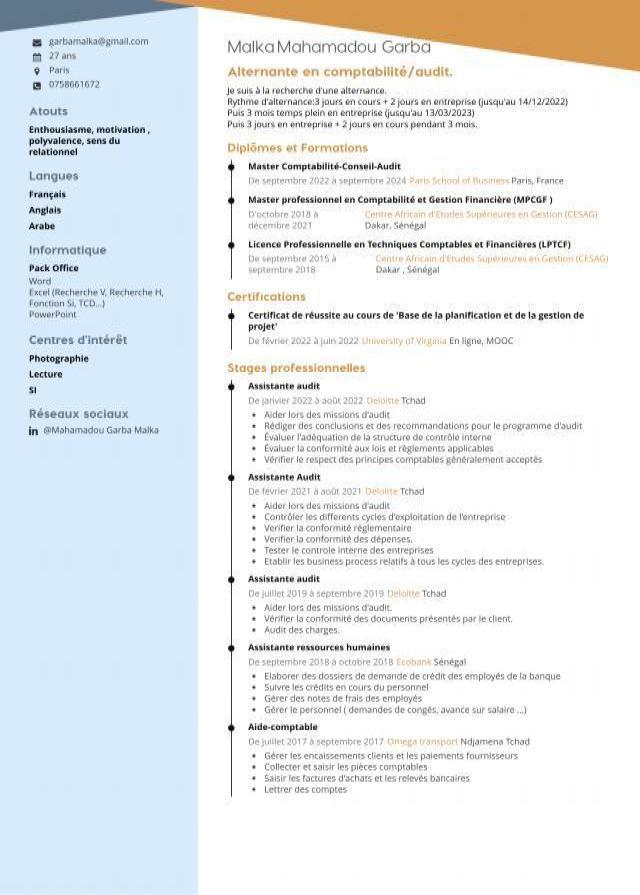 garbamalka@gmail.com
27 ans
Paris
0758661672
Atouts
Enthousiasme, motivation ,
polyvalence, sens du
relationnel
Langues
Français
Anglais
Arabe
Informatique
Pack Office
Word
Excel (Recherche V, Recherche H,
Fonction Si, TCD...)
PowerPoint
Centres d'intérêt
Photographie
Lecture
SI
Réseaux sociaux
in @Mahamadou Garba Malka
Malka Mahamadou Garba
Alternante en comptabilité/audit.
Je suis à la recherche d'une alternance.
Rythme d'alternance:3 jours en cours + 2 jours en entreprise (jusqu'au 14/12/2022)
Puis 3 mois temps plein en entreprise (jusqu'au 13/03/2023)
Puis 3 jours en entreprise + 2 jours en cours pendant 3 mois.
Diplômes et Formations
Master Comptabilité-Conseil-Audit
De septembre 2022 à septembre 2024 Paris School of Business Paris, France
Master professionnel en Comptabilité et Gestion Financière (MPCGF )
D'octobre 2018 à Centre Africain d'Etudes Supérieures en Gestion (CESAG)
décembre 2021 Dakar, Sénégal
Licence Professionnelle en Techniques Comptables et Financières (LPTCF)
De septembre 2015 à Centre Africain d'Etudes Supérieures en Gestion (CESAG)
septembre 2018 Dakar , Sénégal
Certifications
Certificat de réussite au cours de 'Base de la planification et de la gestion de
projet'
De février 2022 à juin 2022 University of Virginia En ligne, MOOC
Stages professionnelles
Assistante audit
De janvier 2022 à août 2022 Deloitte Tchad
• Aider lors des missions d'audit
• Rédiger des conclusions et des recommandations pour le programme d'audit
• Évaluer l'adéquation de la structure de contrôle interne
• Évaluer la conformité aux lois et règlements applicables
• Vérifier le respect des principes comptables généralement acceptés
Assistante Audit
De février 2021 à août 2021 Deloitte Tchad
• Aider lors des missions d'audit
• Contrôler les differents cycles d'exploitation de l'entreprise
• Verifier la conformité réglementaire
• Verifier la conformité des dépenses.
• Tester le controle interne des entreprises
• Etablir les business process relatifs à tous les cycles des entreprises.
Assistante audit
De juillet 2019 à septembre 2019 Deloitte Tchad
• Aider lors des missions d'audit.
• Vérifier la conformité des documents présentés par le client.
• Audit des charges.
Assistante ressources humaines
De septembre 2018 à octobre 2018 Ecobank Sénégal
• Elaborer des dossiers de demande de crédit des employés de la banque
• Suivre les crédits en cours du personnel
• Gérer des notes de frais des employés
• Gérer le personnel ( demandes de congés, avance sur salaire ...)
Aide-comptable
De juillet 2017 à septembre 2017 Omega transport Ndjamena Tchad
• Gérer les encaissements clients et les paiements fournisseurs
• Collecter et saisir les pièces comptables
• Saisir les factures d'achats et les relevés bancaires
• Lettrer des comptes